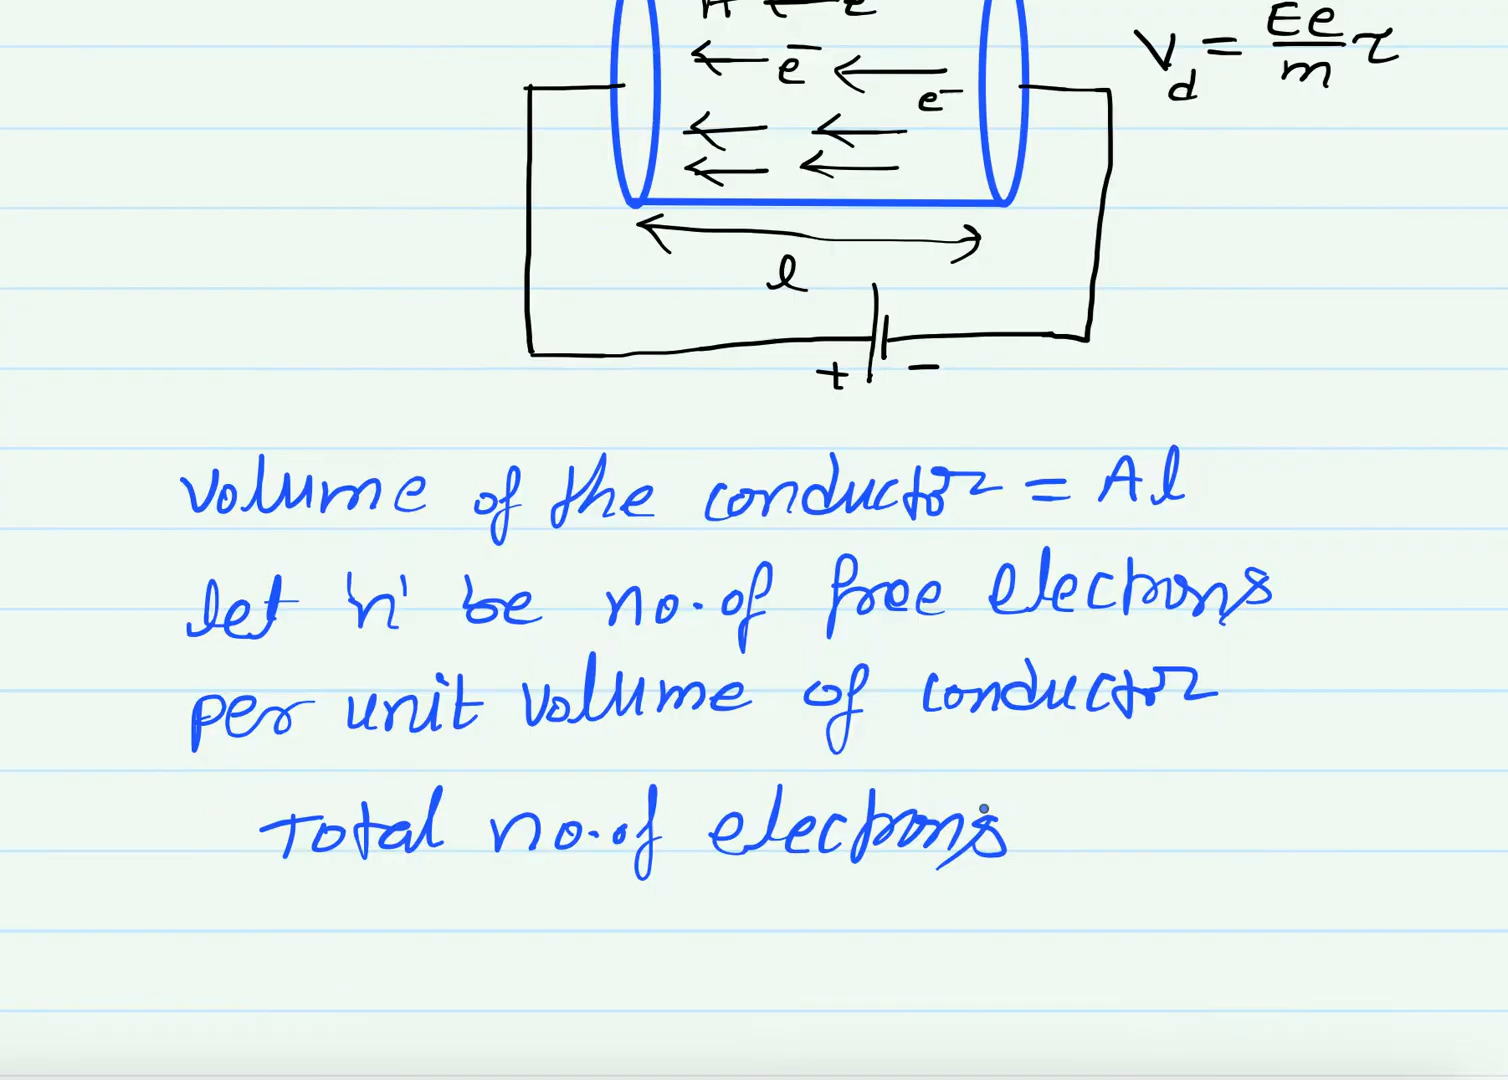 e⁻ e⁻
V_d = Ee/m τ
l
+ −
volume of the conductor = Al
let 'n' be no. of free electrons
per unit volume of conductor
Total no. of electrons